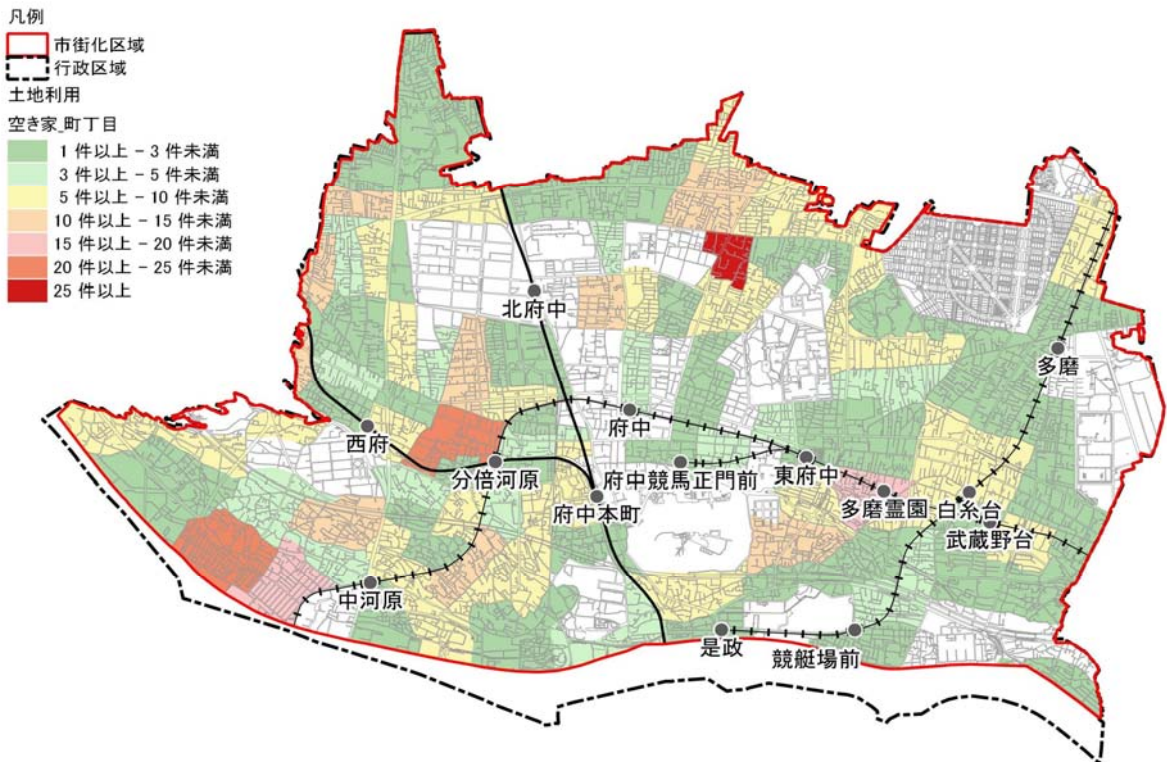 凡例
市街化区域
行政区域
土地利用
空き家_町丁目
1 件以上 - 3 件未満
3 件以上 - 5 件未満
5 件以上 - 10 件未満
10 件以上 - 15 件未満
15 件以上 - 20 件未満
20 件以上 - 25 件未満
25 件以上
北府中
多磨
府中
西府
分倍河原
府中競馬正門前
東府中
府中本町
多磨霊園
白糸台
武蔵野台
中河原
是政
競艇場前